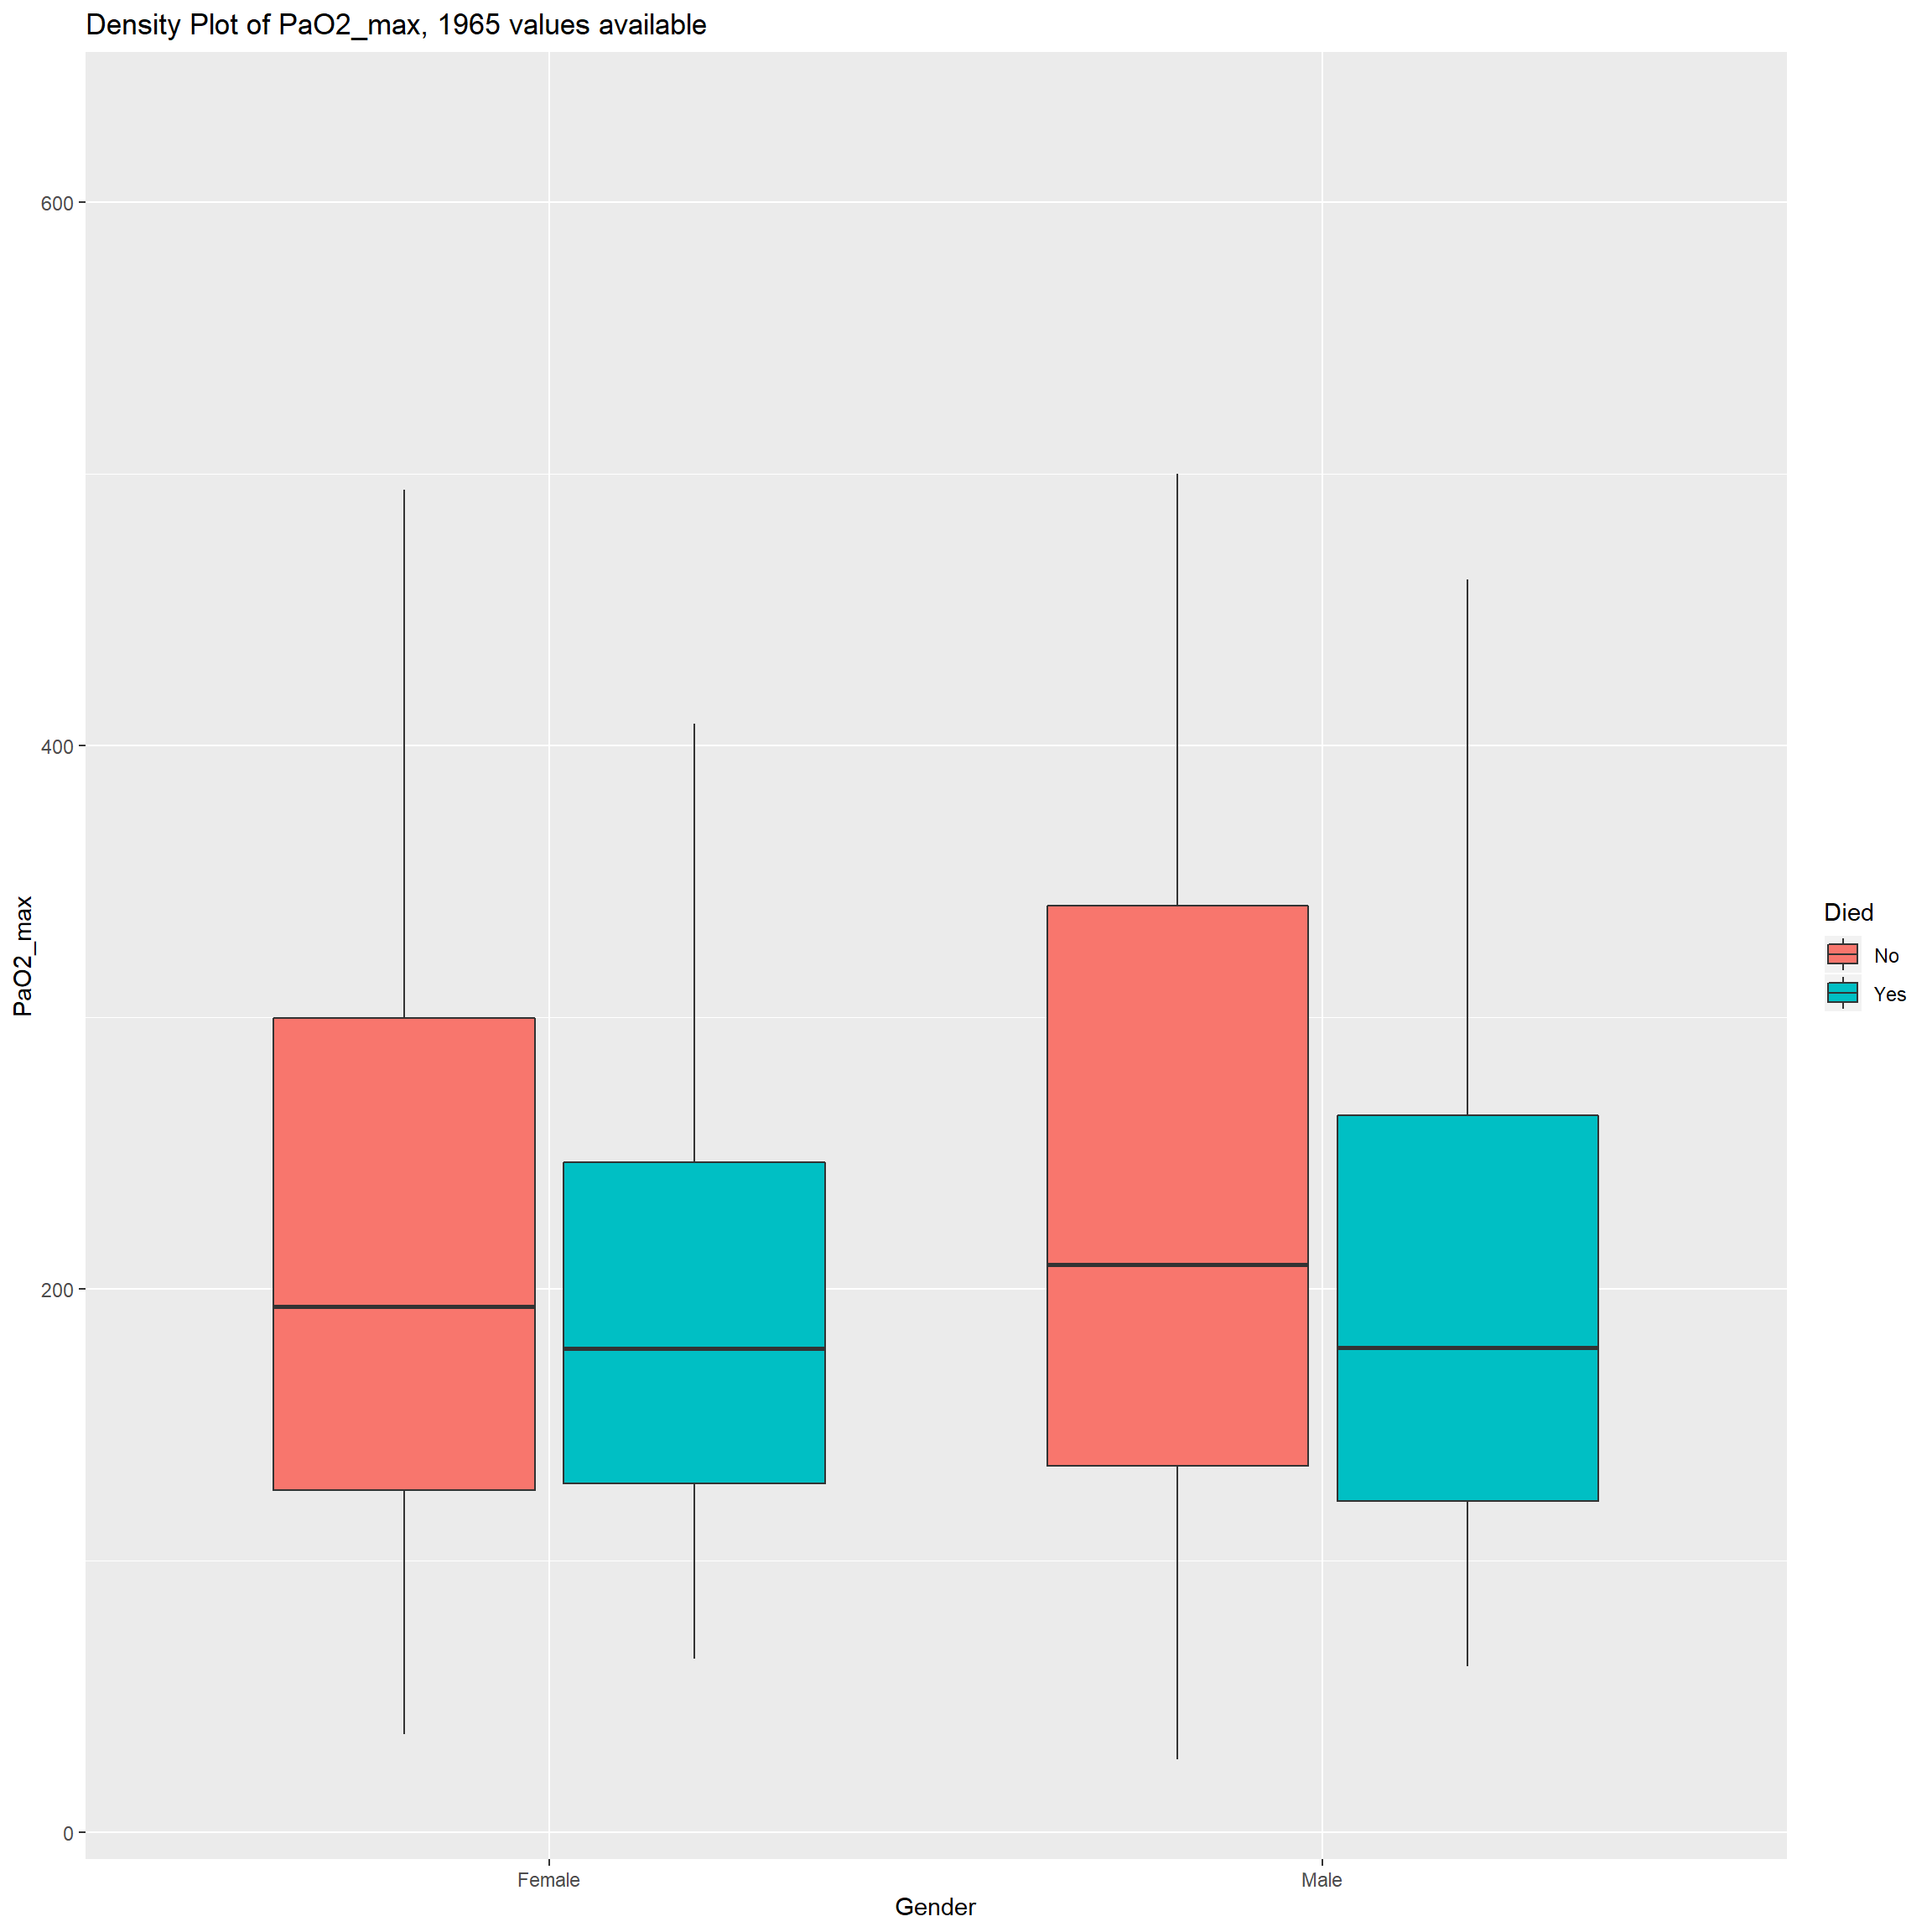 Density Plot of PaO2_max, 1965 values available
600
400
200
0
PaO2_max
Female
Male
Gender
Died
No
Yes